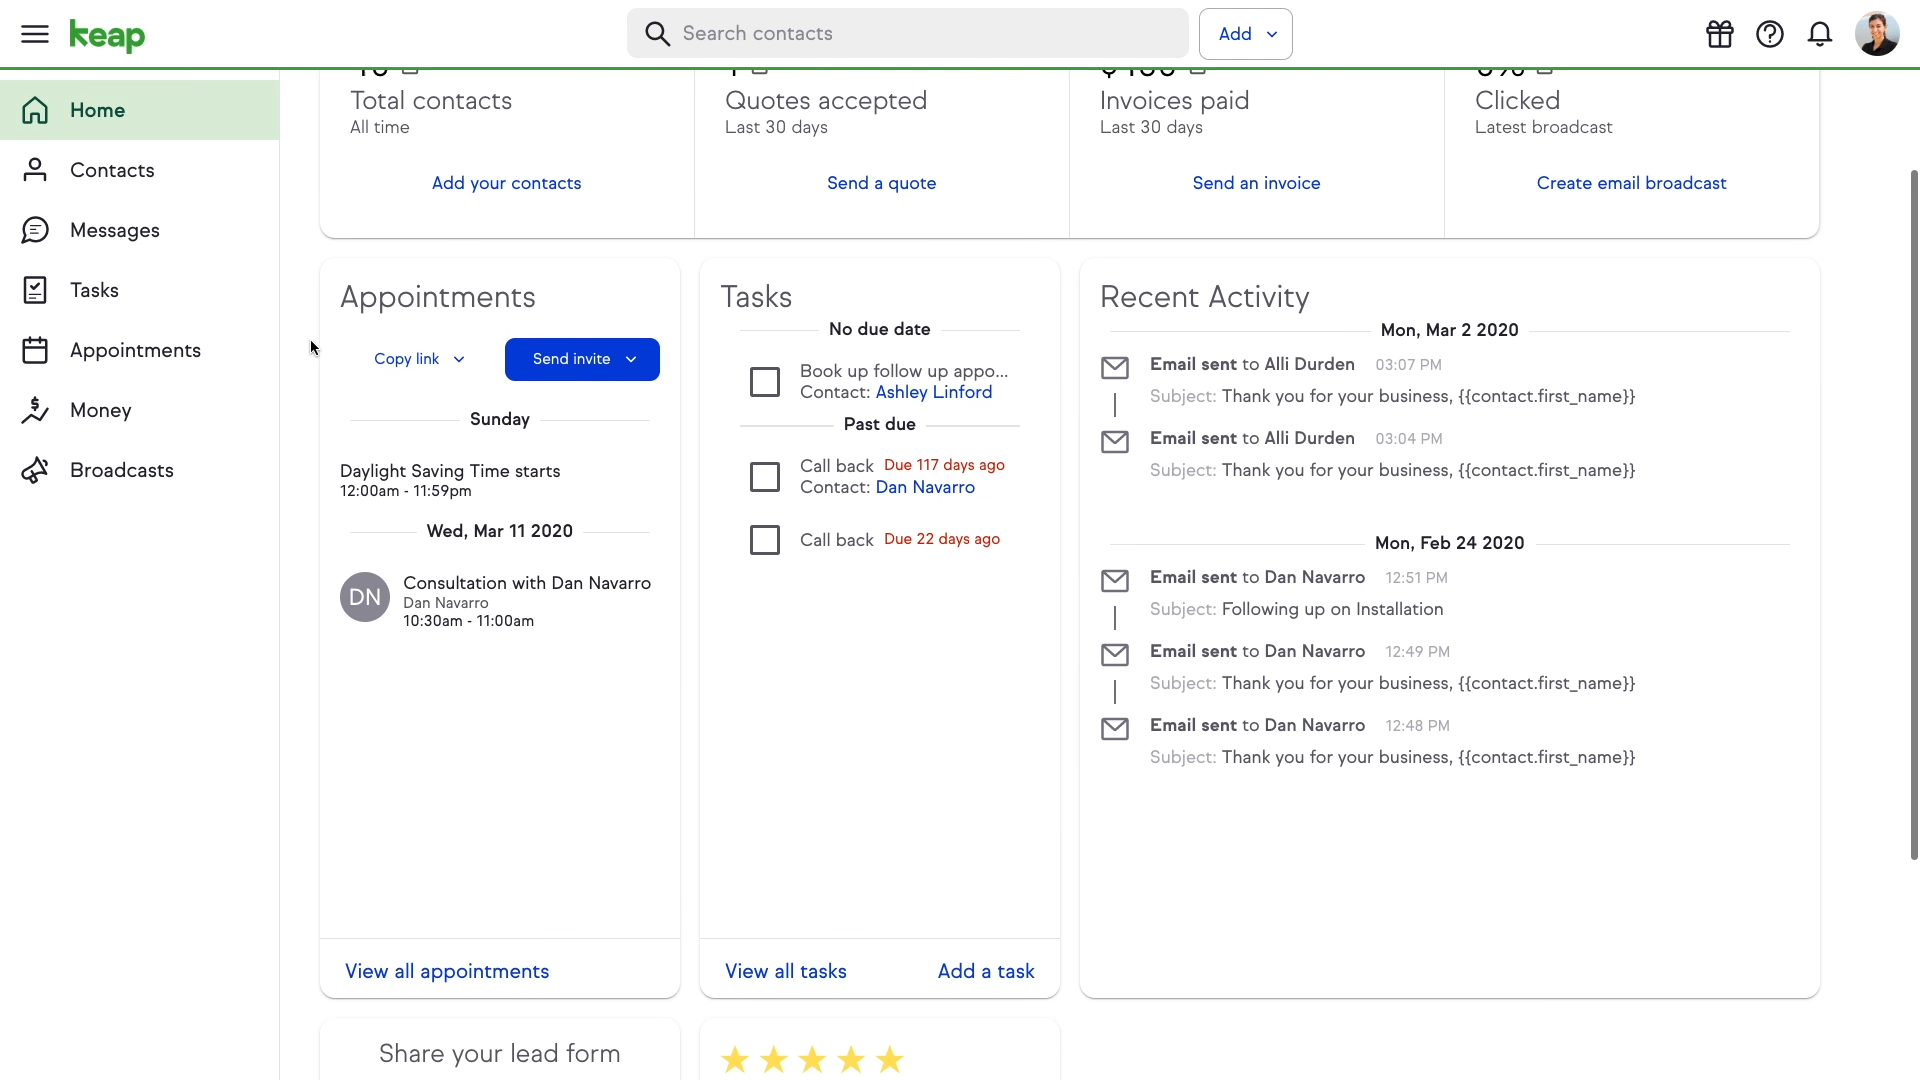 keap
Search contacts
Add
Home
Contacts
Messages
Tasks
Appointments
Money
Broadcasts
Total contacts
All time
Add your contacts
Quotes accepted
Last 30 days
Send a quote
Invoices paid
Last 30 days
Send an invoice
Clicked
Latest broadcast
Create email broadcast
Appointments
Copy link
Send invite
Sunday
Daylight Saving Time starts
12:00am - 11:59pm
Wed, Mar 11 2020
DN
Consultation with Dan Navarro
Dan Navarro
10:30am - 11:00am
View all appointments
Tasks
No due date
Book up follow up appo...
Contact: Ashley Linford
Past due
Call back Due 117 days ago
Contact: Dan Navarro
Call back Due 22 days ago
View all tasks
Add a task
Recent Activity
Mon, Mar 2 2020
Email sent to Alli Durden 03:07 PM
Subject: Thank you for your business, {{contact.first_name}}
Email sent to Alli Durden 03:04 PM
Subject: Thank you for your business, {{contact.first_name}}
Mon, Feb 24 2020
Email sent to Dan Navarro 12:51 PM
Subject: Following up on Installation
Email sent to Dan Navarro 12:49 PM
Subject: Thank you for your business, {{contact.first_name}}
Email sent to Dan Navarro 12:48 PM
Subject: Thank you for your business, {{contact.first_name}}
Share your lead form